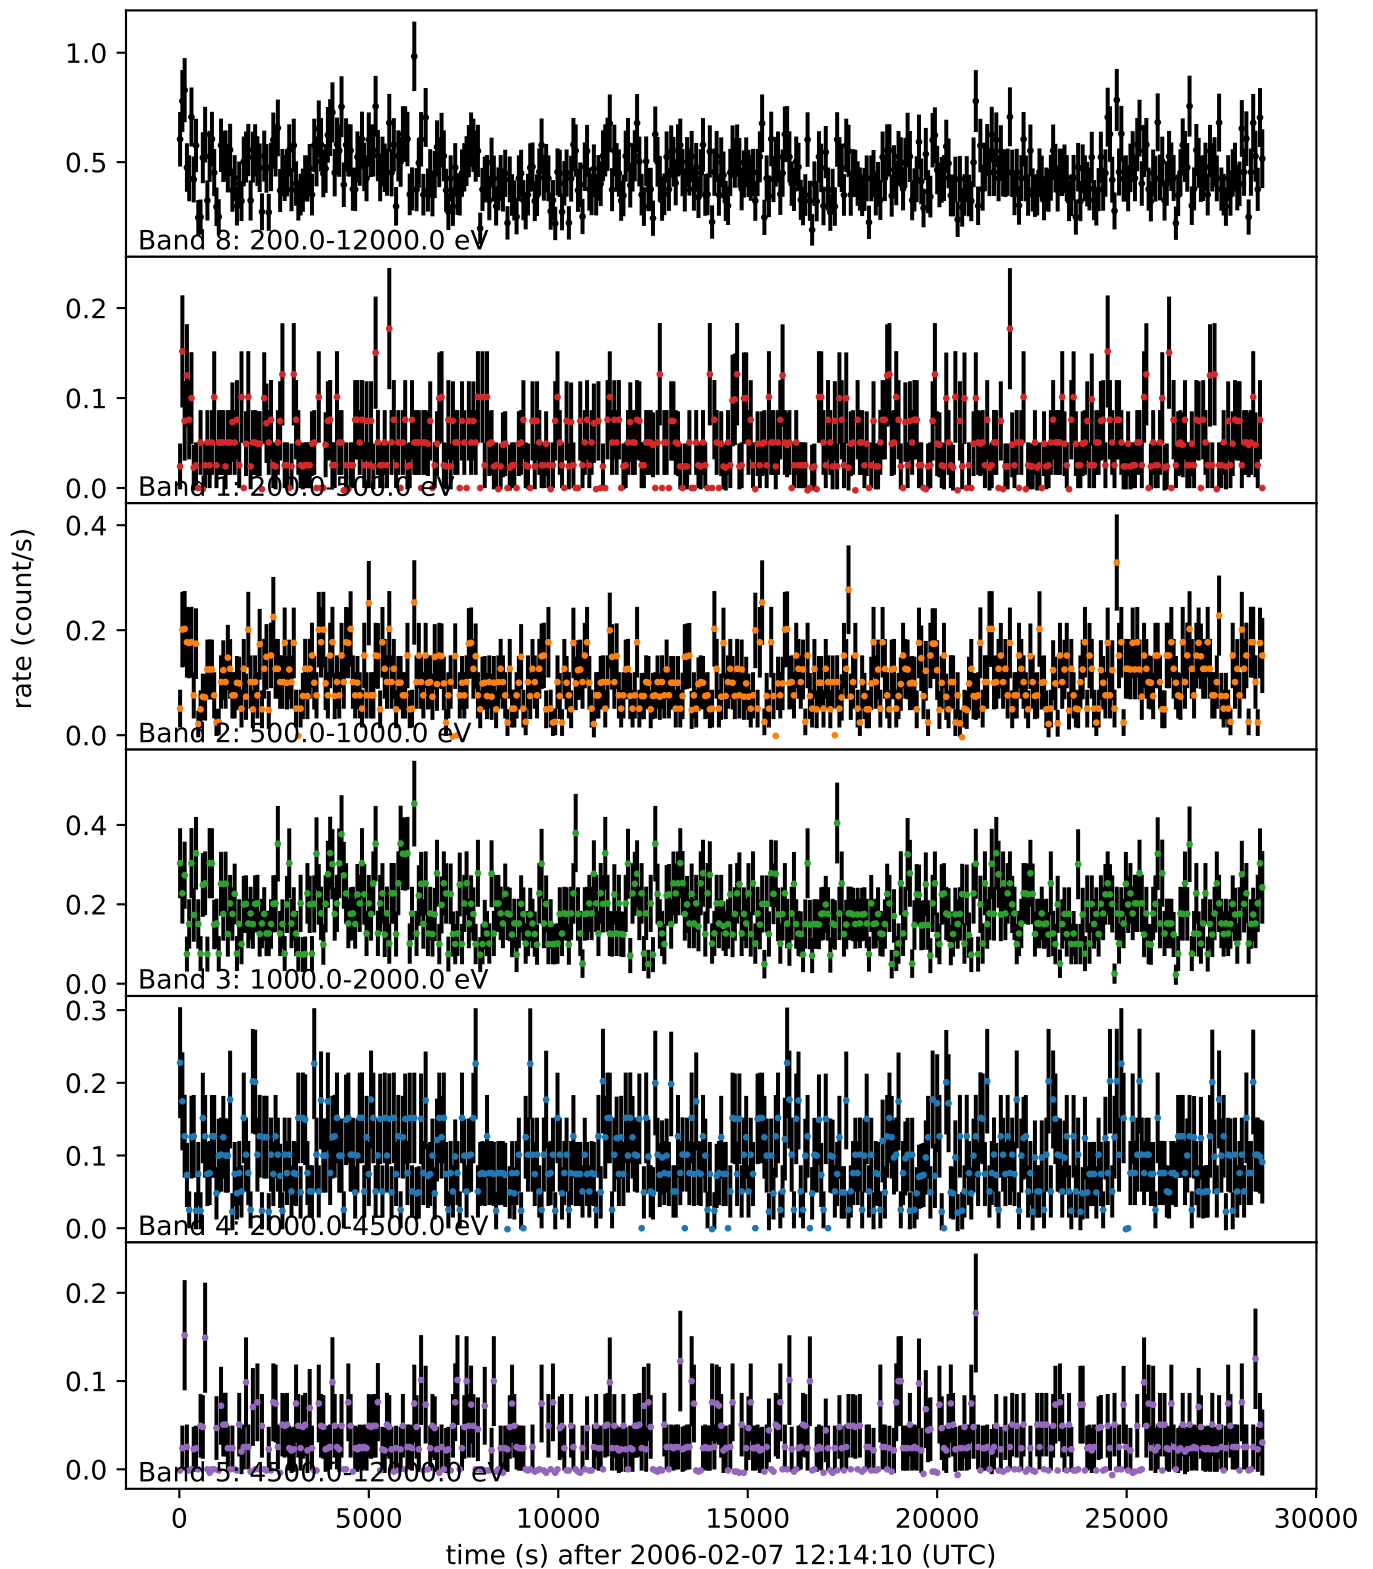 1.0
0.5
Band 8: 200.0-12000.0 eV
0.2
0.1
0.0
Band 1: 200.0-500.0 eV
0.4
0.2
0.0
Band 2: 500.0-1000.0 eV
rate (count/s)
0.4
0.2
0.0
Band 3: 1000.0-2000.0 eV
0.3
0.2
0.1
0.0
Band 4: 2000.0-4500.0 eV
0.2
0.1
0.0
Band 5: 4500.0-12000.0 eV
0 5000 10000 15000 20000 25000 30000
time (s) after 2006-02-07 12:14:10 (UTC)